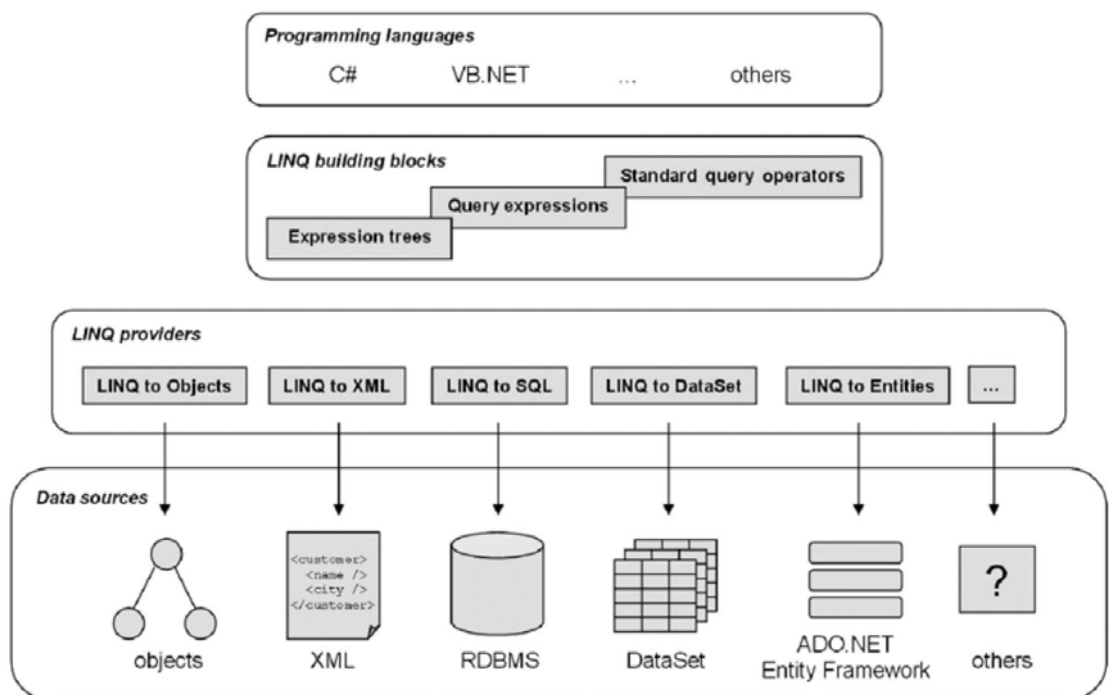 Programming languages
C# VB.NET ... others
LINQ building blocks
Standard query operators
Query expressions
Expression trees
LINQ providers
LINQ to Objects LINQ to XML LINQ to SQL LINQ to DataSet LINQ to Entities ...
Data sources
<customer>
<name />
<city />
</customer>
?
objects XML RDBMS DataSet ADO.NET
Entity Framework others